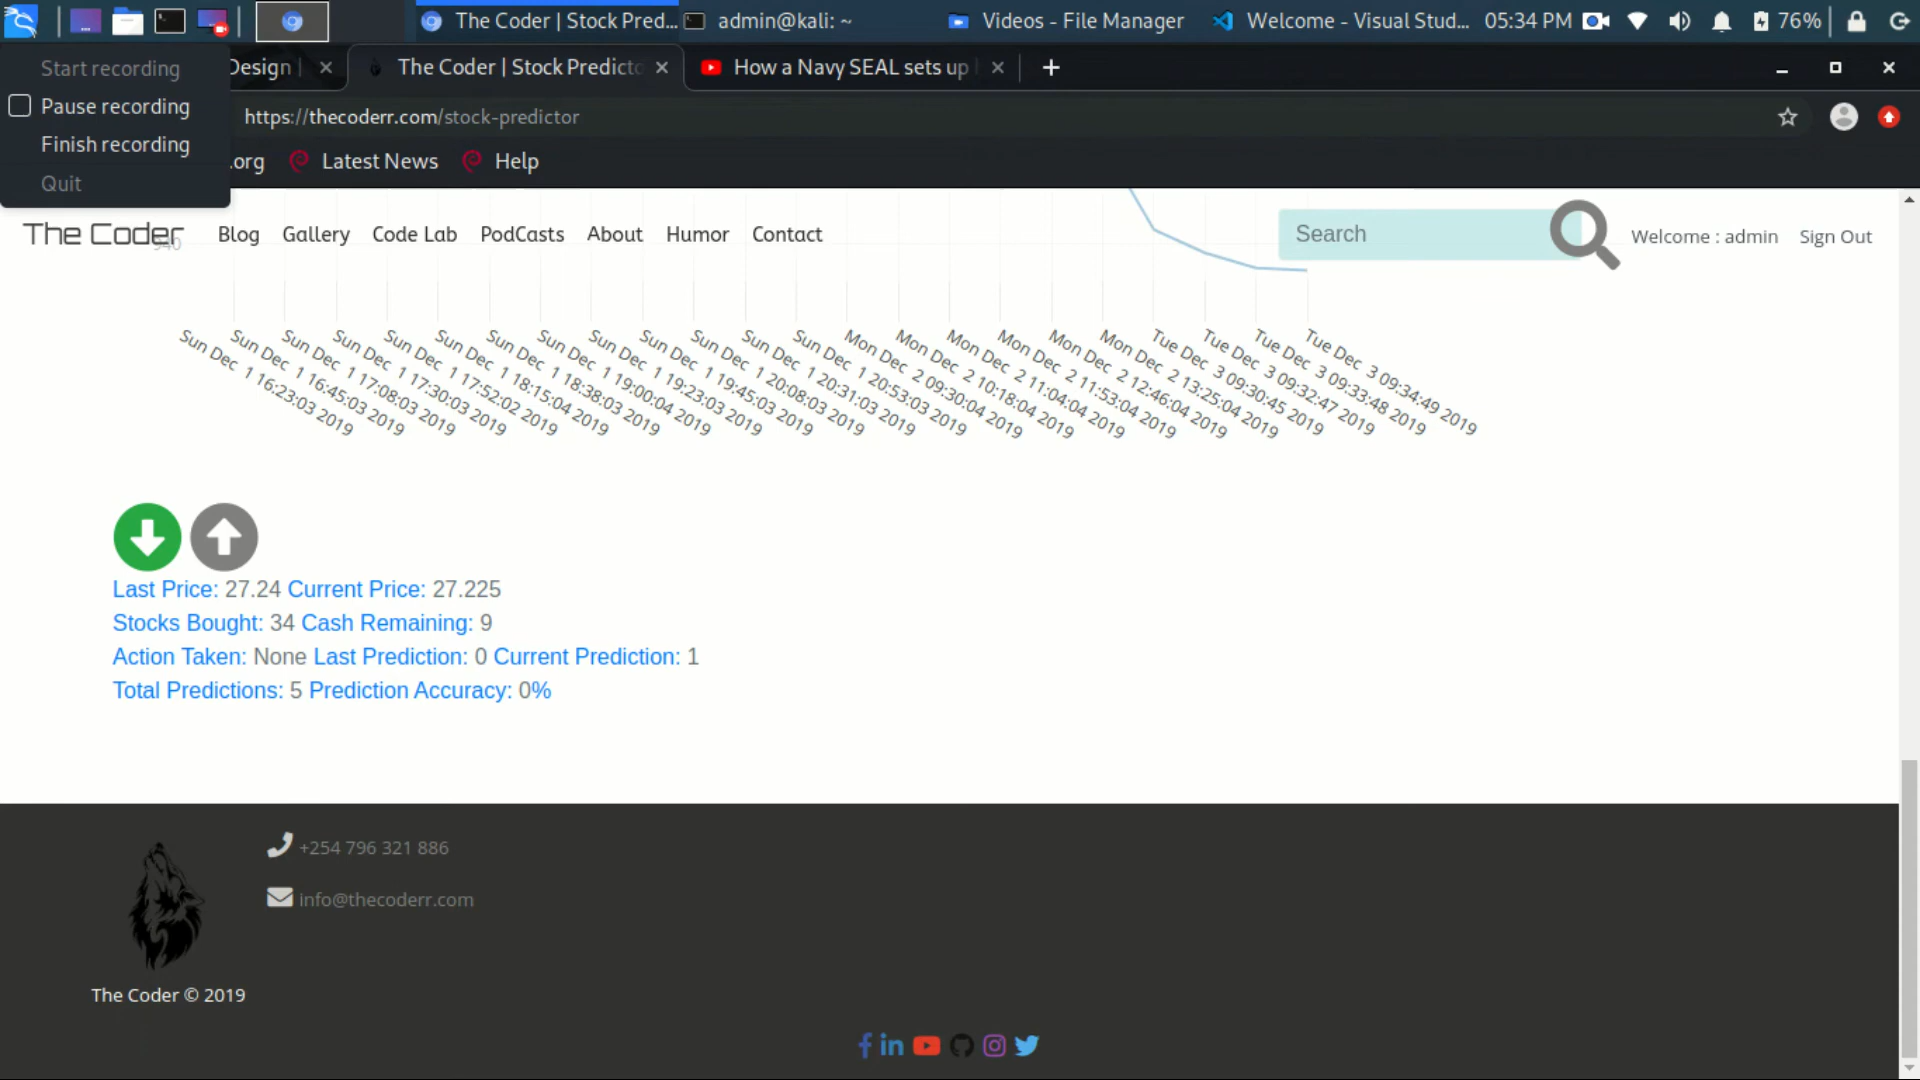 The Coder | Stock Pred...
admin@kali: ~
Videos - File Manager
Welcome - Visual Stud...
05:34 PM
76%
Start recording
Pause recording
Finish recording
Quit
Design |
The Coder | Stock Predicto
How a Navy SEAL sets up
https://thecoderr.com/stock-predictor
.org
Latest News
Help
The Coder
940
Blog
Gallery
Code Lab
PodCasts
About
Humor
Contact
Search
Welcome : admin
Sign Out
Sun Dec 1 16:23:03 2019
Sun Dec 1 16:45:03 2019
Sun Dec 1 17:08:03 2019
Sun Dec 1 17:30:03 2019
Sun Dec 1 17:52:02 2019
Sun Dec 1 18:15:04 2019
Sun Dec 1 18:38:03 2019
Sun Dec 1 19:00:04 2019
Sun Dec 1 19:23:03 2019
Sun Dec 1 19:45:03 2019
Sun Dec 1 20:08:03 2019
Sun Dec 1 20:31:03 2019
Sun Dec 1 20:53:03 2019
Mon Dec 2 09:30:04 2019
Mon Dec 2 10:18:04 2019
Mon Dec 2 11:04:04 2019
Mon Dec 2 11:53:04 2019
Mon Dec 2 12:46:04 2019
Mon Dec 2 13:25:04 2019
Tue Dec 3 09:30:45 2019
Tue Dec 3 09:32:47 2019
Tue Dec 3 09:33:48 2019
Tue Dec 3 09:34:49 2019
Last Price: 27.24 Current Price: 27.225
Stocks Bought: 34 Cash Remaining: 9
Action Taken: None Last Prediction: 0 Current Prediction: 1
Total Predictions: 5 Prediction Accuracy: 0%
+254 796 321 886
info@thecoderr.com
The Coder © 2019